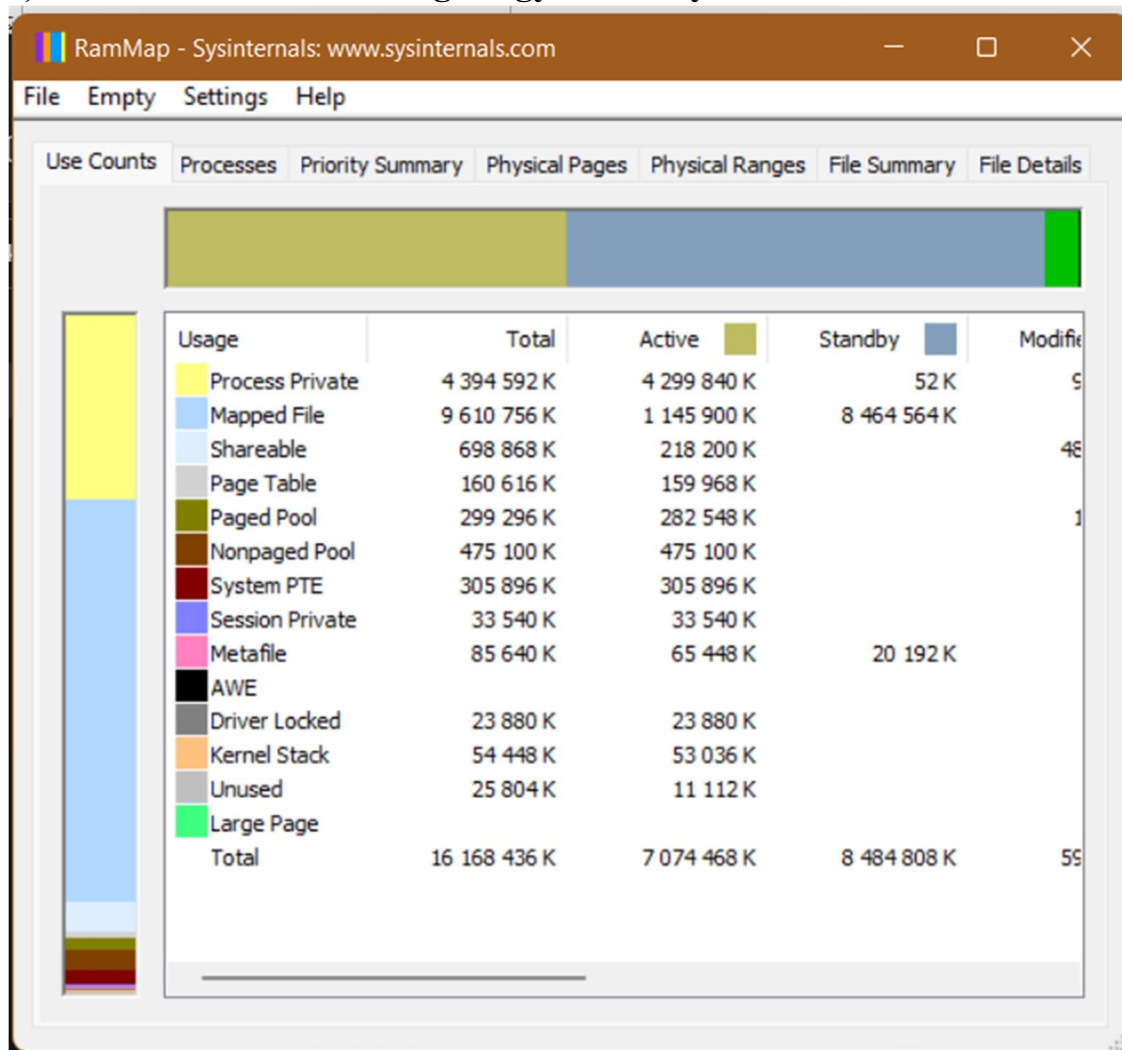 RamMap - Sysinternals: www.sysinternals.com
File Empty Settings Help
Use Counts Processes Priority Summary Physical Pages Physical Ranges File Summary File Details
Usage Total Active Standby Modifie
Process Private 4 394 592 K 4 299 840 K 52 K 9
Mapped File 9 610 756 K 1 145 900 K 8 464 564 K
Shareable 698 868 K 218 200 K 48
Page Table 160 616 K 159 968 K
Paged Pool 299 296 K 282 548 K 1
Nonpaged Pool 475 100 K 475 100 K
System PTE 305 896 K 305 896 K
Session Private 33 540 K 33 540 K
Metafile 85 640 K 65 448 K 20 192 K
AWE
Driver Locked 23 880 K 23 880 K
Kernel Stack 54 448 K 53 036 K
Unused 25 804 K 11 112 K
Large Page
Total 16 168 436 K 7 074 468 K 8 484 808 K 59